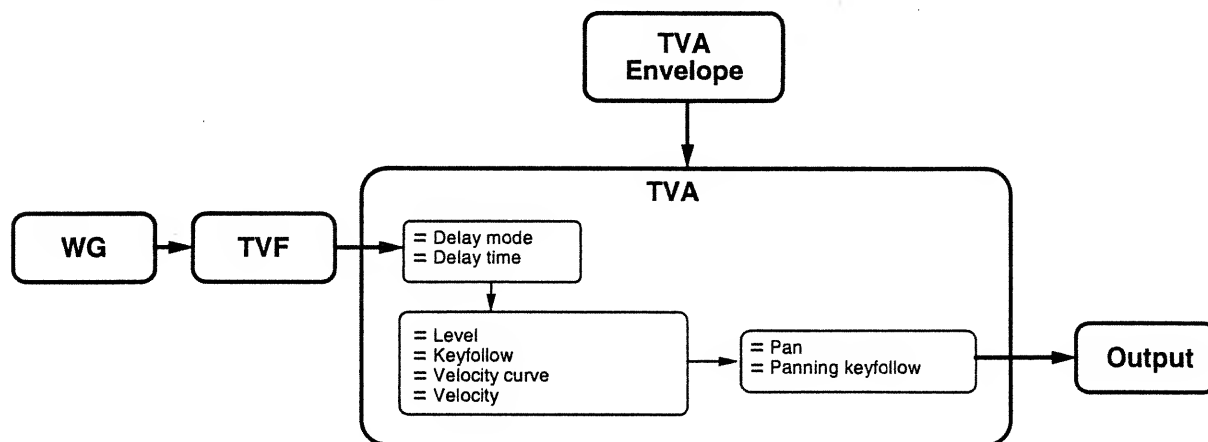 TVA
Envelope
TVA
WG
TVF
= Delay mode
= Delay time
= Level
= Keyfollow
= Velocity curve
= Velocity
= Pan
= Panning keyfollow
Output